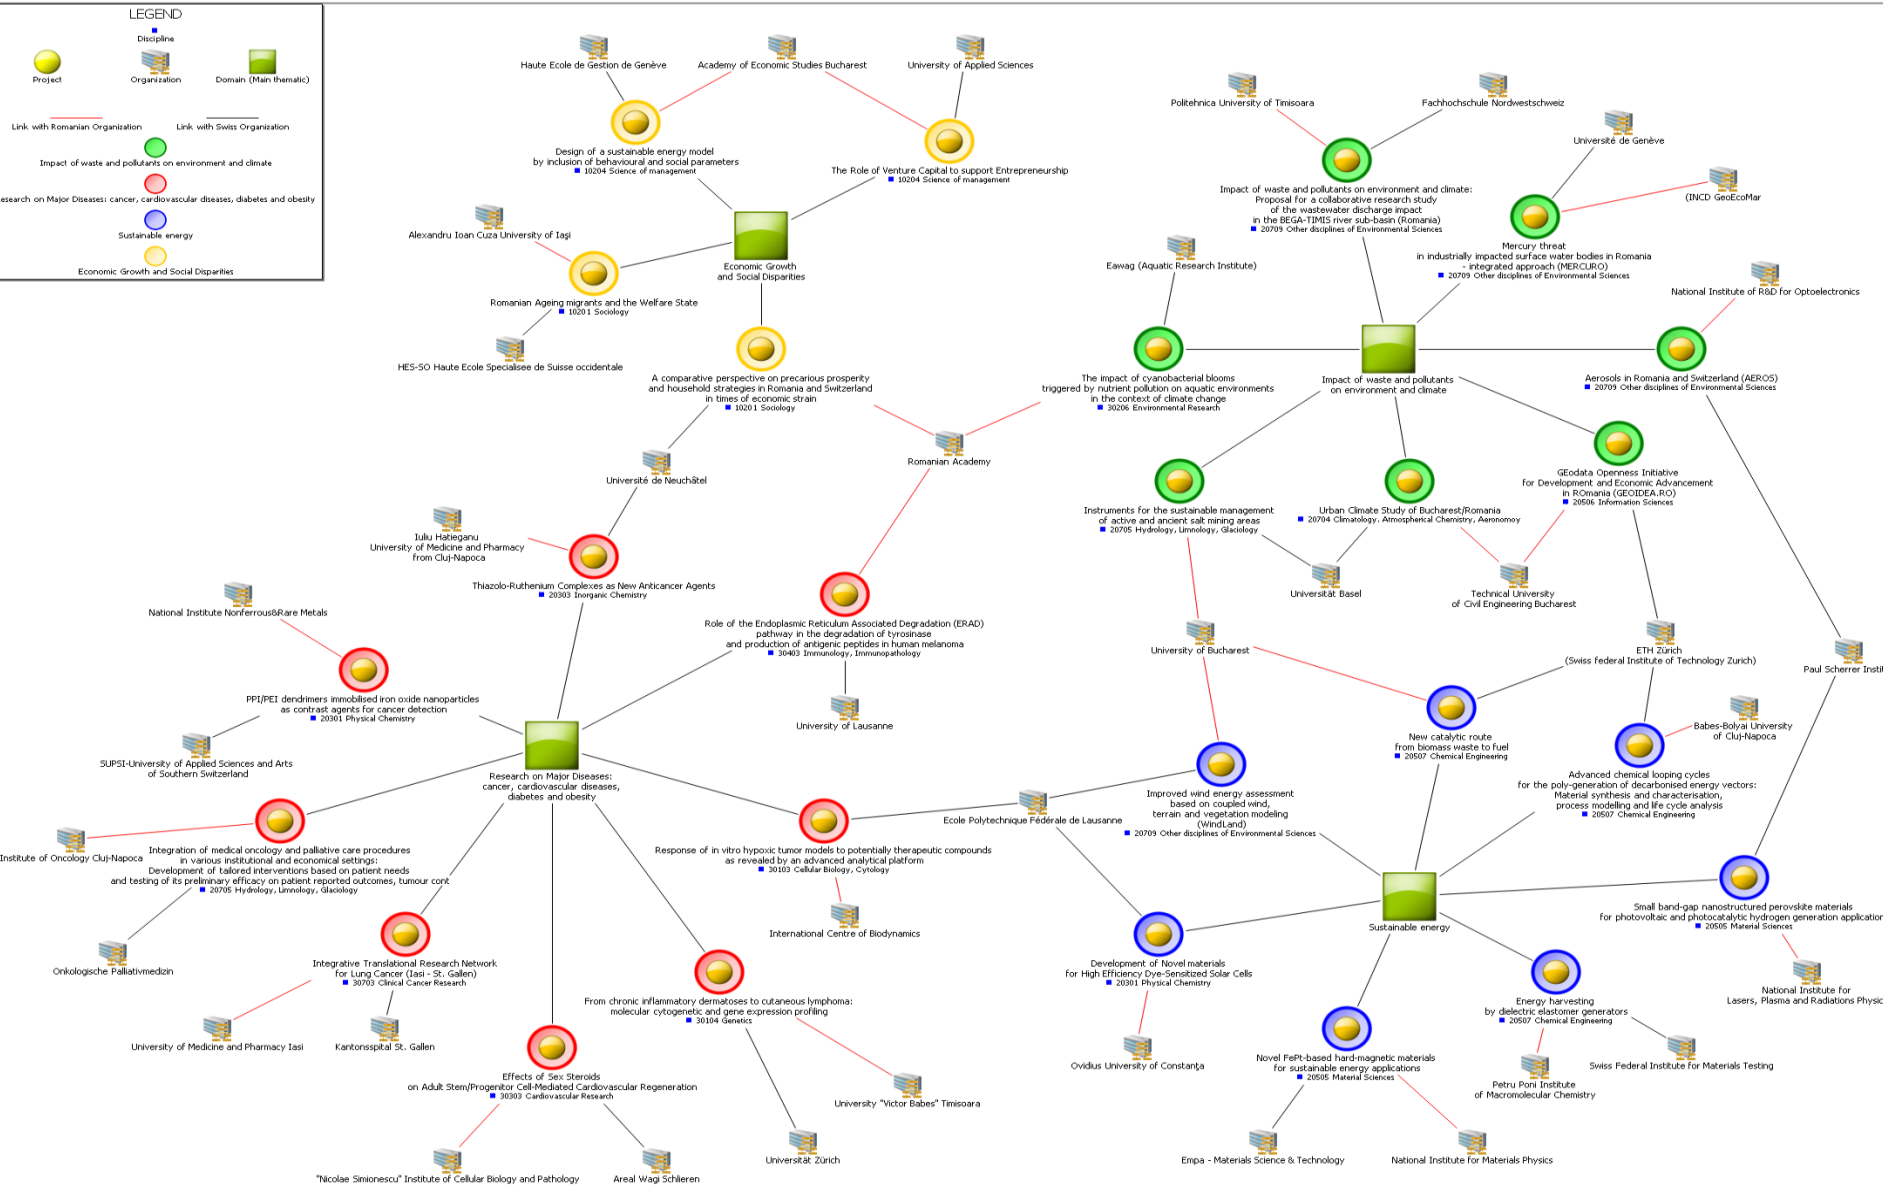 LEGEND
Discipline
Project
Organization
Domain (Main thematic)
Link with Romanian Organization
Link with Swiss Organization
Impact of waste and pollutants on environment and climate
esearch on Major Diseases: cancer, cardiovascular diseases, diabetes and obesity
Sustainable energy
Economic Growth and Social Disparities
Haute Ecole de Gestion de Genève
Academy of Economic Studies Bucharest
University of Applied Sciences
Design of a sustainable energy model
by inclusion of behavioural and social parameters
10204 Science of management
The Role of Venture Capital to support Entrepreneurship
10204 Science of management
Alexandru Ioan Cuza University of Iaşi
Economic Growth
and Social Disparities
Romanian Ageing migrants and the Welfare State
10201 Sociology
HES-SO Haute Ecole Specialisee de Suisse occidentale
A comparative perspective on precarious prosperity
and household strategies in Romania and Switzerland
in times of economic strain
10201 Sociology
Politehnica University of Timisoara
Fachhochschule Nordwestschweiz
Université de Genève
(INCD GeoEcoMar
Impact of waste and pollutants on environment and climate:
Proposal for a collaborative research study
of the wastewater discharge impact
in the BEGA-TIMIS river sub-basin (Romania)
20709 Other disciplines of Environmental Sciences
Mercury threat
in industrially impacted surface water bodies in Romania
- integrated approach (MERCURO)
20709 Other disciplines of Environmental Sciences
Eawag (Aquatic Research Institute)
National Institute of R&D for Optoelectronics
The impact of cyanobacterial blooms
triggered by nutrient pollution on aquatic environments
in the context of climate change
30206 Environmental Research
Impact of waste and pollutants
on environment and climate
Aerosols in Romania and Switzerland (AEROS)
20709 Other disciplines of Environmental Sciences
Romanian Academy
Université de Neuchâtel
Instruments for the sustainable management
of active and ancient salt mining areas
20705 Hydrology, Limnology, Glaciology
Urban Climate Study of Bucharest/Romania
20704 Climatology, Atmospherical Chemistry, Aeronomoy
GEodata Openness Initiative
for Development and Economic Advancement
in ROmania (GEOIDEA.RO)
20506 Information Sciences
Iuliu Hatieganu
University of Medicine and Pharmacy
from Cluj-Napoca
Thiazolo-Ruthenium Complexes as New Anticancer Agents
20303 Inorganic Chemistry
Universität Basel
Technical University
of Civil Engineering Bucharest
National Institute Nonferrous&Rare Metals
Role of the Endoplasmic Reticulum Associated Degradation (ERAD)
pathway in the degradation of tyrosinase
and production of antigenic peptides in human melanoma
30403 Immunology, Immunopathology
University of Bucharest
ETH Zürich
(Swiss federal Institute of Technology Zurich)
Paul Scherrer Instit
PPI/PEI dendrimers immobilised iron oxide nanoparticles
as contrast agents for cancer detection
20301 Physical Chemistry
University of Lausanne
SUPSI-University of Applied Sciences and Arts
of Southern Switzerland
New catalytic route
from biomass waste to fuel
20507 Chemical Engineering
Babes-Bolyai University
of Cluj-Napoca
Research on Major Diseases:
cancer, cardiovascular diseases,
diabetes and obesity
Advanced chemical looping cycles
for the poly-generation of decarbonised energy vectors:
Material synthesis and characterisation,
process modelling and life cycle analysis
20507 Chemical Engineering
Improved wind energy assessment
based on coupled wind,
terrain and vegetation modeling
(WindLand)
20709 Other disciplines of Environmental Sciences
Ecole Polytechnique Fédérale de Lausanne
Institute of Oncology Cluj-Napoca
Integration of medical oncology and palliative care procedures
in various institutional and economical settings:
Development of tailored interventions based on patient needs
and testing of its preliminary efficacy on patient reported outcomes, tumour cont
20705 Hydrology, Limnology, Glaciology
Response of in vitro hypoxic tumor models to potentially therapeutic compounds
as revealed by an advanced analytical platform
30103 Cellular Biology, Cytology
Small band-gap nanostructured perovskite materials
for photovoltaic and photocatalytic hydrogen generation application
20505 Material Sciences
Sustainable energy
International Centre of Biodynamics
Onkologische Palliativmedizin
Integrative Translational Research Network
for Lung Cancer (Iasi - St. Gallen)
30703 Clinical Cancer Research
Development of Novel materials
for High Efficiency Dye-Sensitized Solar Cells
20301 Physical Chemistry
National Institute for
Lasers, Plasma and Radiations Physic
From chronic inflammatory dermatoses to cutaneous lymphoma:
molecular cytogenetic and gene expression profiling
30104 Genetics
Energy harvesting
by dielectric elastomer generators
20507 Chemical Engineering
University of Medicine and Pharmacy Iasi
Kantonsspital St. Gallen
Ovidius University of Constanţa
Novel FePt-based hard-magnetic materials
for sustainable energy applications
20505 Material Sciences
Swiss Federal Institute for Materials Testing
Petru Poni Institute
of Macromolecular Chemistry
Effects of Sex Steroids
on Adult Stem/Progenitor Cell-Mediated Cardiovascular Regeneration
30303 Cardiovascular Research
University "Victor Babes" Timisoara
Universität Zürich
Empa - Materials Science & Technology
National Institute for Materials Physics
"Nicolae Simionescu" Institute of Cellular Biology and Pathology
Areal Wagi Schlieren